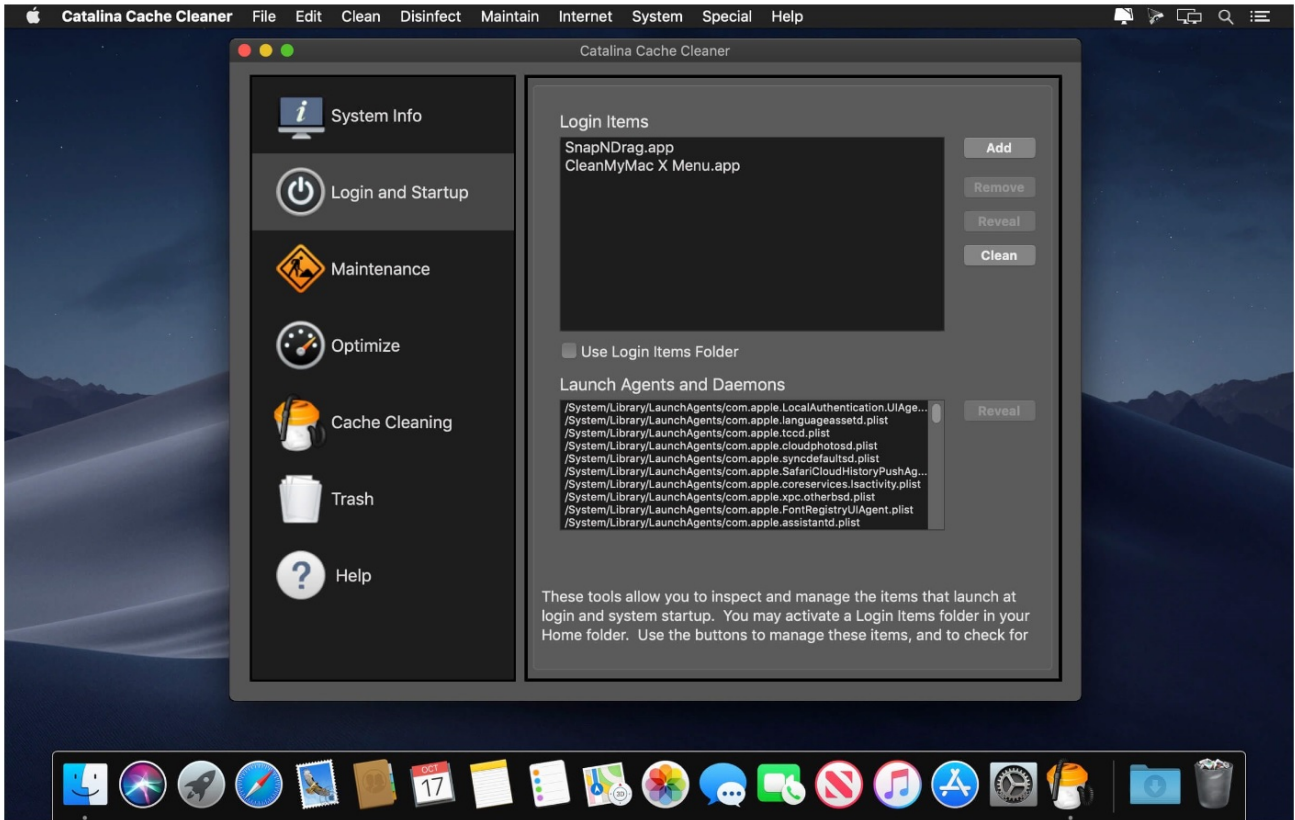 Catalina Cache Cleaner File Edit Clean Disinfect Maintain Internet System Special Help
Catalina Cache Cleaner
System Info
Login and Startup
Maintenance
Optimize
Cache Cleaning
Trash
? Help
Login Items
SnapNDrag.app
CleanMyMac X Menu.app
Add
Remove
Reveal
Clean
Use Login Items Folder
Launch Agents and Daemons
/System/Library/LaunchAgents/com.apple.LocalAuthentication.UIAge...
/System/Library/LaunchAgents/com.apple.languageassetd.plist
/System/Library/LaunchAgents/com.apple.tccd.plist
/System/Library/LaunchAgents/com.apple.cloudphotosd.plist
/System/Library/LaunchAgents/com.apple.syncdefaultsd.plist
/System/Library/LaunchAgents/com.apple.SafariCloudHistoryPushAg...
/System/Library/LaunchAgents/com.apple.coreservices.lsactivity.plist
/System/Library/LaunchAgents/com.apple.xpc.otherbsd.plist
/System/Library/LaunchAgents/com.apple.FontRegistryUIAgent.plist
/System/Library/LaunchAgents/com.apple.assistantd.plist
Reveal
These tools allow you to inspect and manage the items that launch at
login and system startup. You may activate a Login Items folder in your
Home folder. Use the buttons to manage these items, and to check for
OCT
17
3D